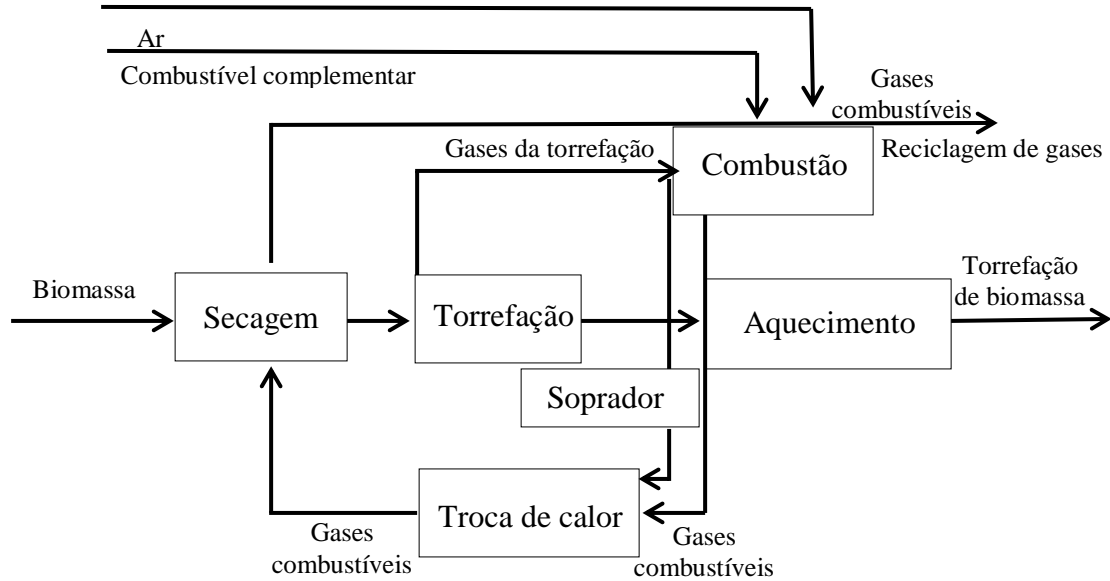 Ar
Combustível complementar
Gases
combustíveis
Gases da torrefação
Combustão
Reciclagem de gases
Biomassa
Secagem
Torrefação
Aquecimento
Torrefação
de biomassa
Soprador
Troca de calor
Gases
combustíveis
Gases
combustíveis